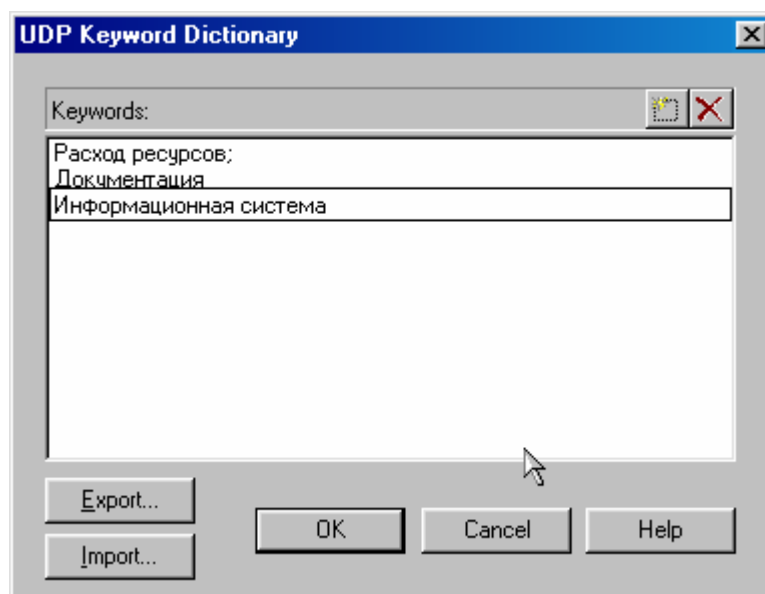 UDP Keyword Dictionary
Keywords:
Расход ресурсов;
Документация
Информационная система
Export...
OK
Cancel
Help
Import...